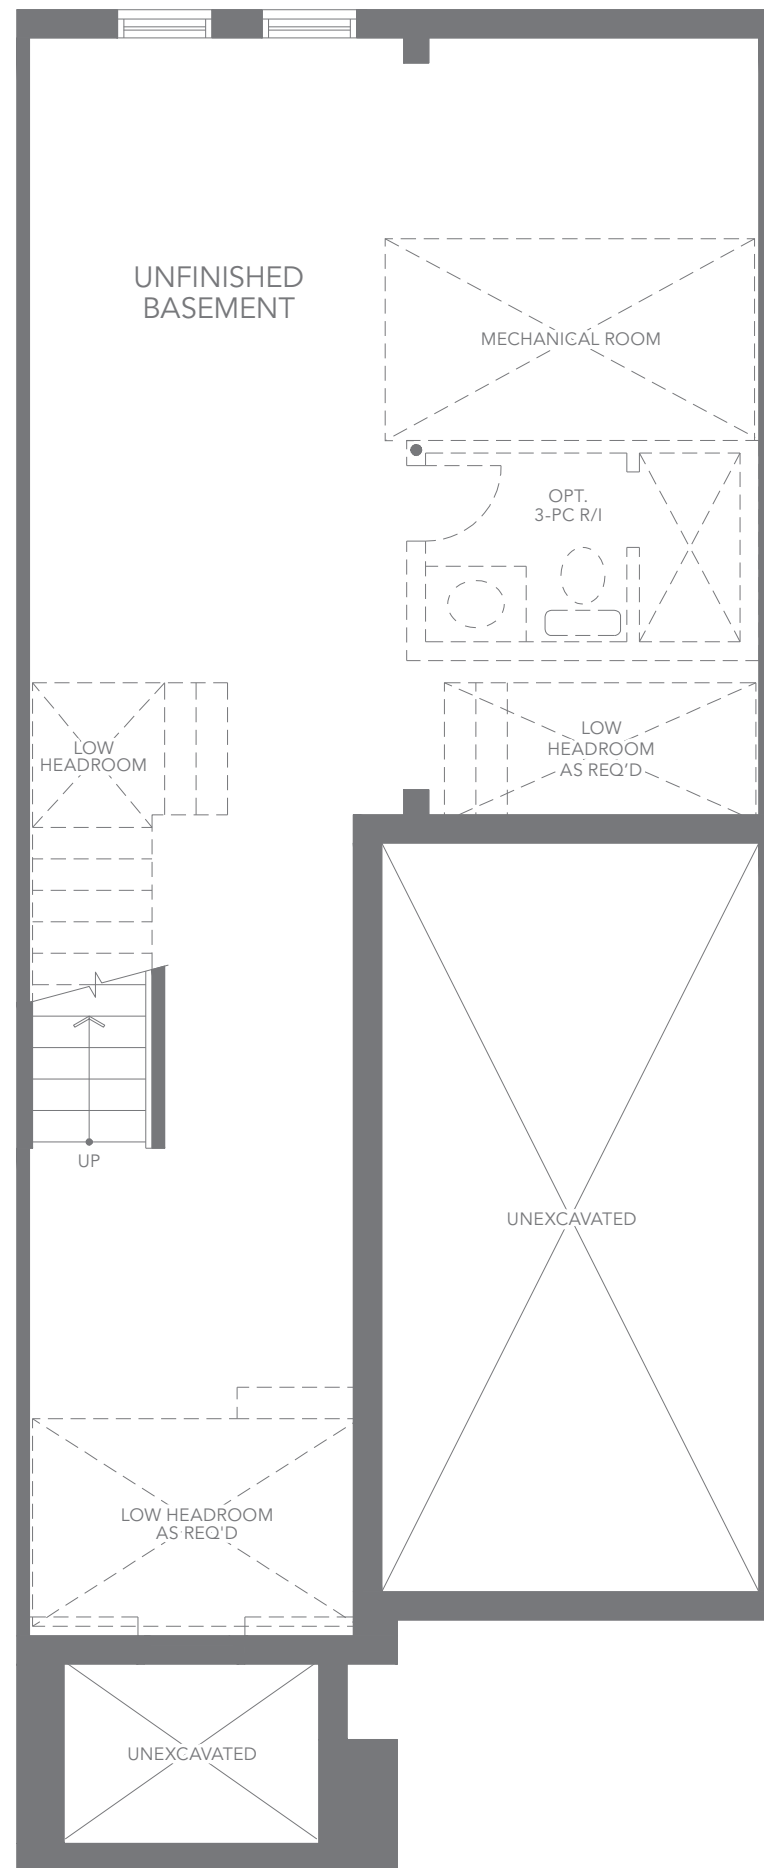 UNFINISHED
BASEMENT
MECHANICAL ROOM
OPT.
3-PC R/I
LOW
HEADROOM
LOW
HEADROOM
AS REQ'D
UP
UNEXCAVATED
LOW HEADROOM
AS REQ'D
UNEXCAVATED